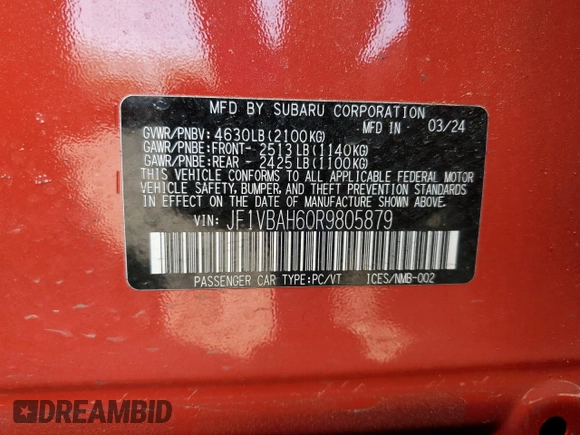 MFD BY SUBARU CORPORATION
GVWR/PNBV: 4630LB(2100KG) MFD IN 03/24
GAWR/PNBE:FRONT- 2513LB(1140KG)
GAWR/PNBE:REAR - 2425LB(1100KG)
THIS VEHICLE CONFORMS TO ALL APPLICABLE FEDERAL MOTOR
VEHICLE SAFETY, BUMPER, AND THEFT PREVENTION STANDARDS
IN EFFECT ON THE DATE OF MANUFACTURE SHOWN ABOVE.
VIN: JF1VBAH60R9805879
PASSENGER CAR TYPE:PC/VT ICES/NMB-002
DREAMBID